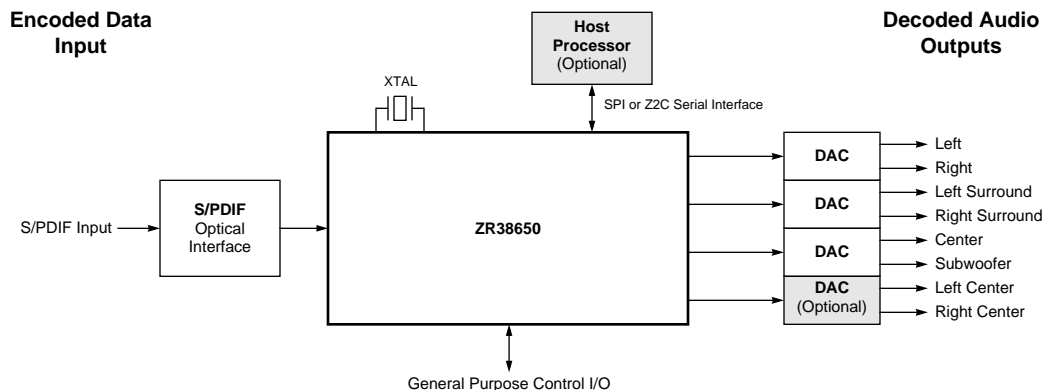 Encoded Data
Input
Host
Processor
(Optional)
Decoded Audio
Outputs
XTAL
SPI or Z2C Serial Interface
S/PDIF Input
S/PDIF
Optical
Interface
ZR38650
DAC
Left
Right
DAC
Left Surround
Right Surround
DAC
Center
Subwoofer
DAC
(Optional)
Left Center
Right Center
General Purpose Control I/O